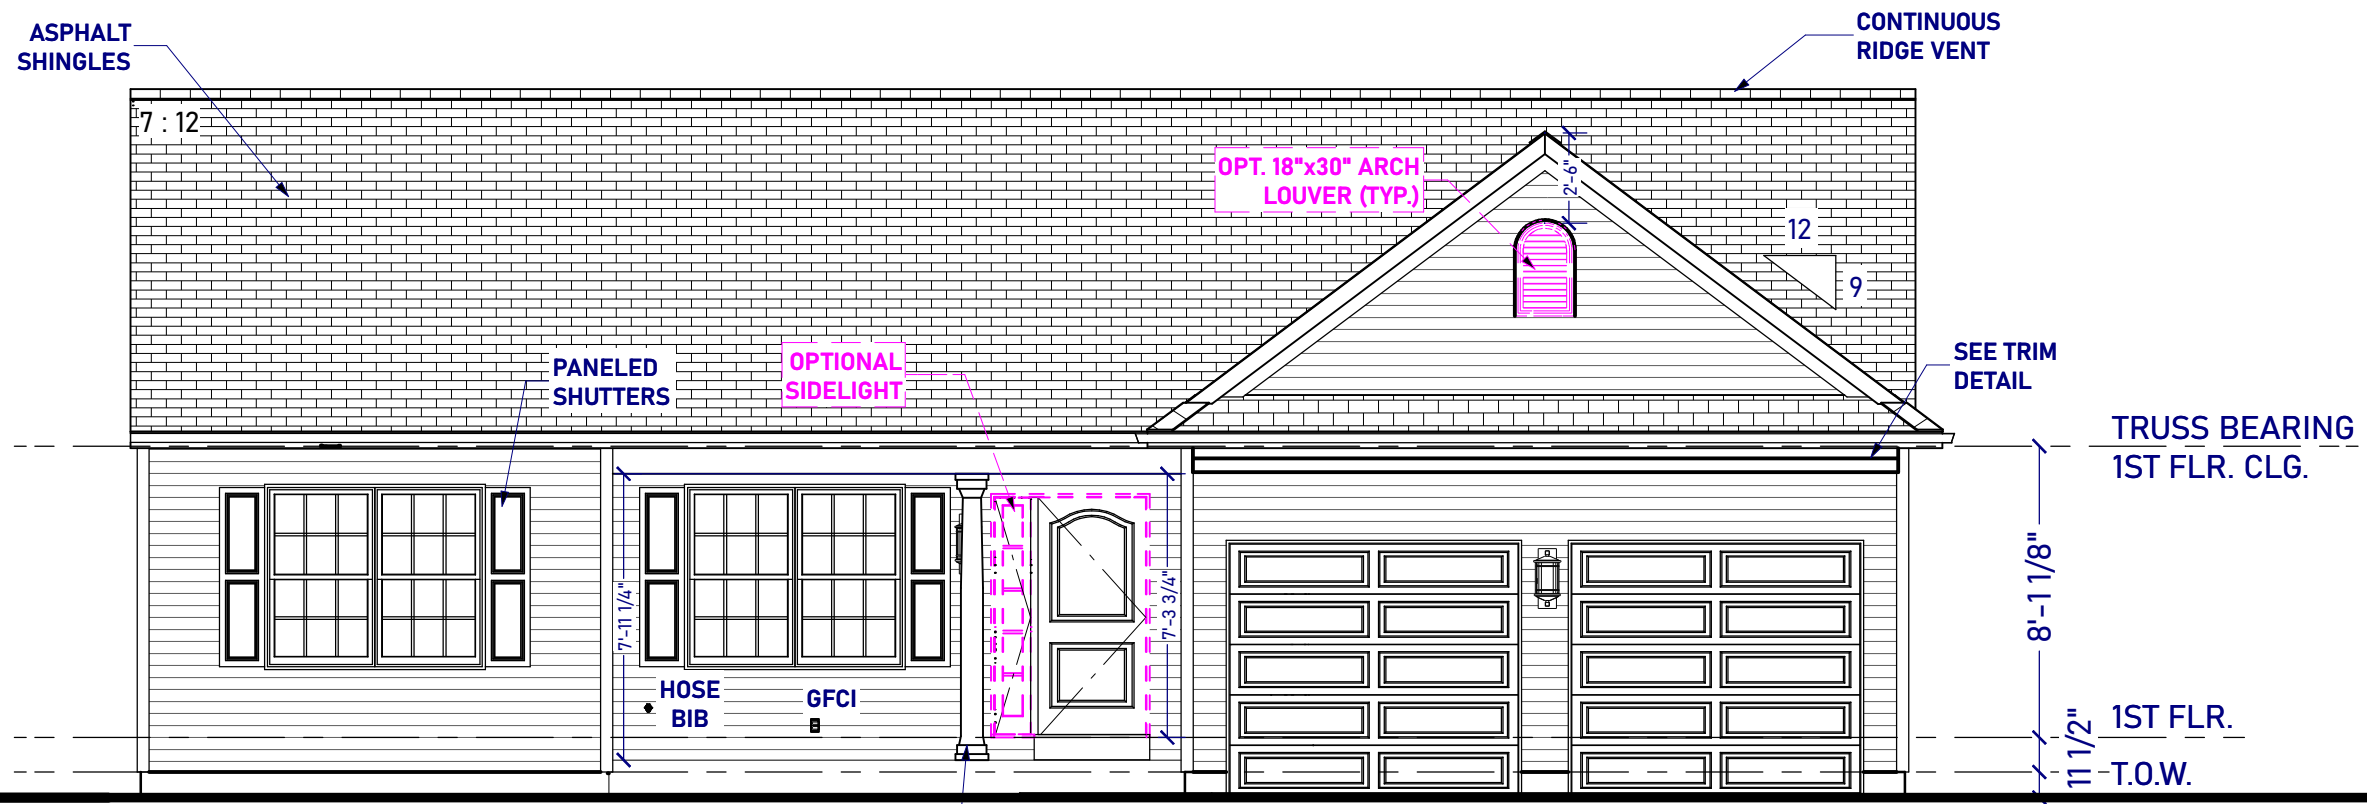 ASPHALT
SHINGLES
CONTINUOUS
RIDGE VENT
7 : 12
OPT. 18"x30" ARCH
LOUVER (TYP.)
2'-6"
12
9
PANELED
SHUTTERS
OPTIONAL
SIDELIGHT
SEE TRIM
DETAIL
TRUSS BEARING
1ST FLR. CLG.
7'-11 1/4"
7'-3 3/4"
8'-1 1/8"
HOSE
BIB
GFCI
1ST FLR.
11 1/2"
T.O.W.